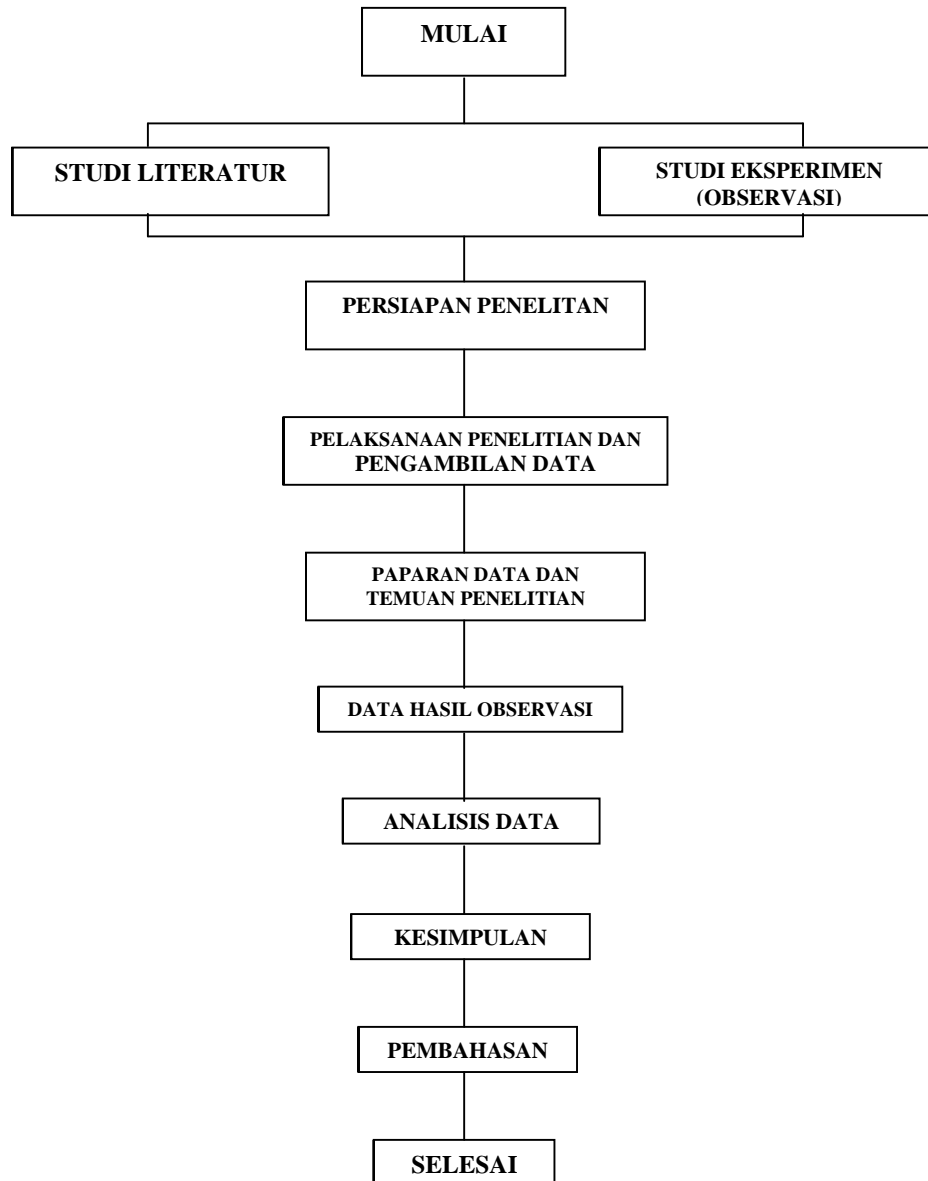 MULAI
STUDI LITERATUR
STUDI EKSPERIMEN
(OBSERVASI)
PERSIAPAN PENELITAN
PELAKSANAAN PENELITIAN DAN
PENGAMBILAN DATA
PAPARAN DATA DAN
TEMUAN PENELITIAN
DATA HASIL OBSERVASI
ANALISIS DATA
KESIMPULAN
PEMBAHASAN
SELESAI